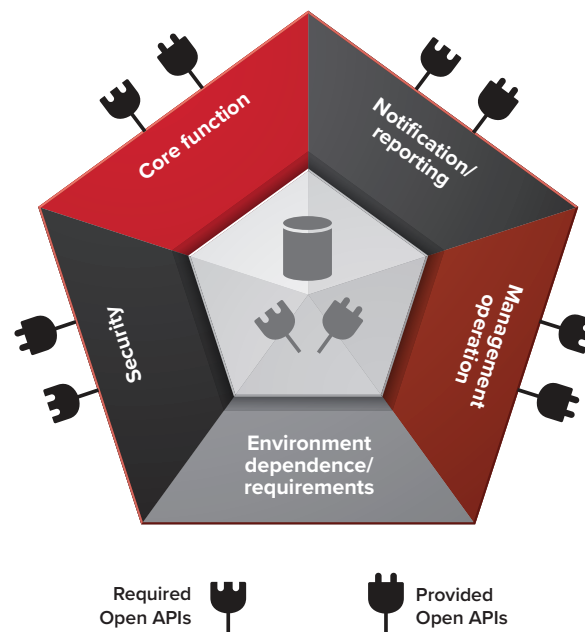 Core function
Notification/
reporting
Security
Management
operation
Environment
dependence/
requirements
Required
Open APIs
Provided
Open APIs